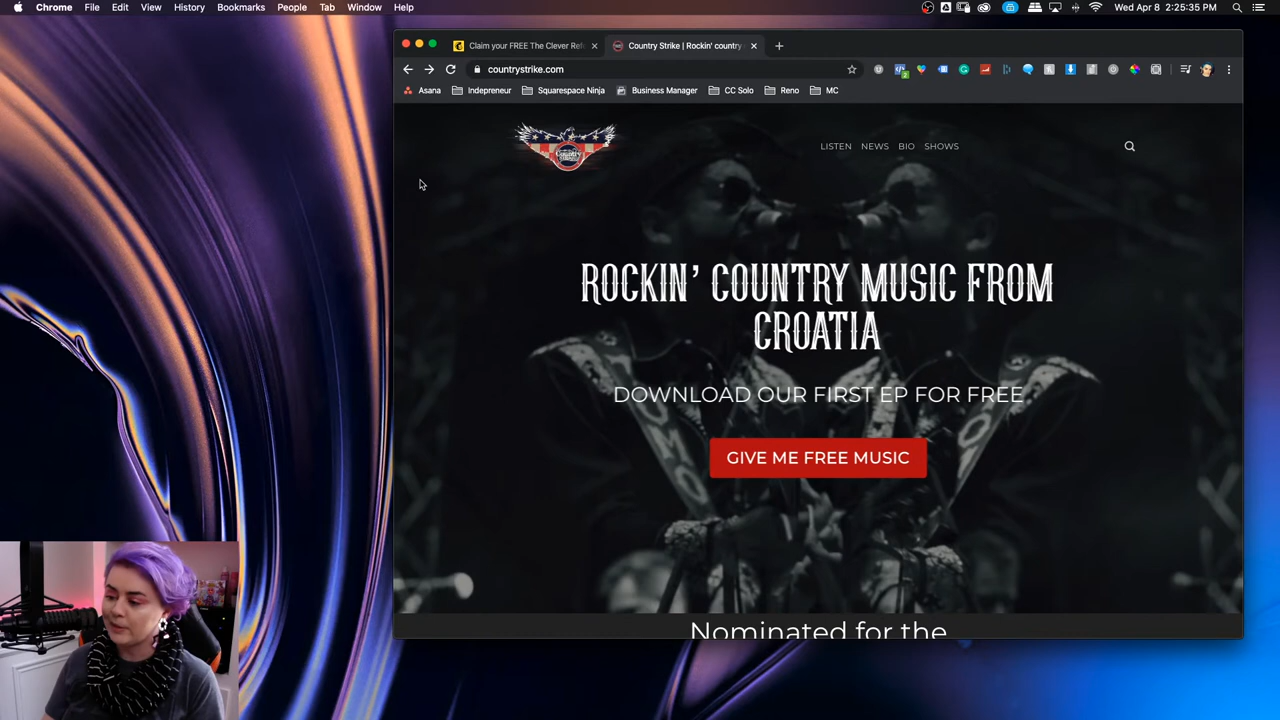 Chrome File Edit View History Bookmarks People Tab Window Help
Wed Apr 8 2:25:35 PM
Claim your FREE The Clever Ref
Country Strike | Rockin' country
countrystrike.com
Asana Indepreneur Squarespace Ninja Business Manager CC Solo Reno MC
Country
LISTEN NEWS BIO SHOWS
ROCKIN' COUNTRY MUSIC FROM
CROATIA
DOWNLOAD OUR FIRST EP FOR FREE
GIVE ME FREE MUSIC
Nominated for the